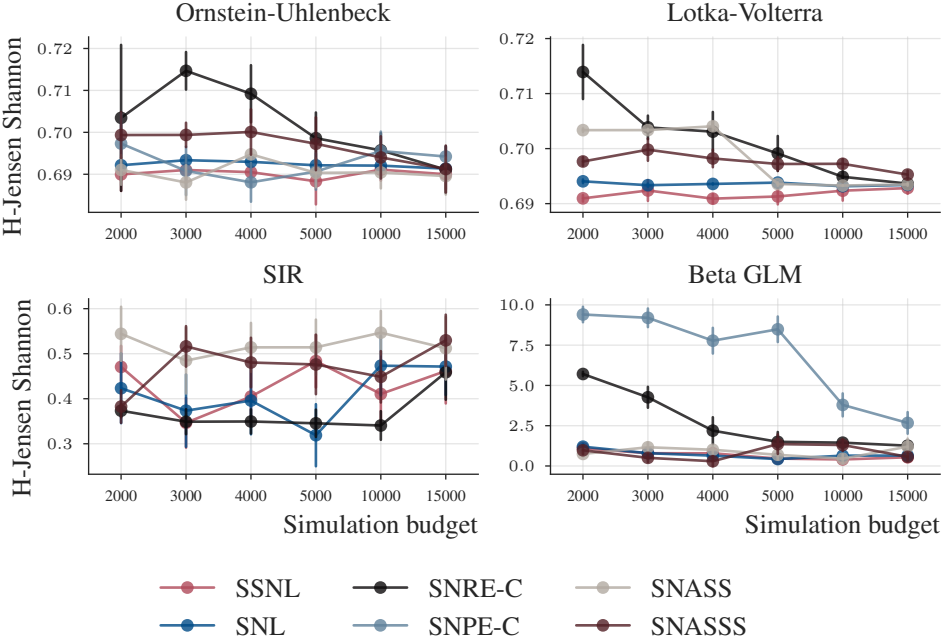 Ornstein-Uhlenbeck
Lotka-Volterra
H-Jensen Shannon
0.72
0.71
0.70
0.69
2000 3000 4000 5000 10000 15000
0.72
0.71
0.70
0.69
2000 3000 4000 5000 10000 15000
SIR
Beta GLM
H-Jensen Shannon
0.6
0.5
0.4
0.3
2000 3000 4000 5000 10000 15000
Simulation budget
10.0
7.5
5.0
2.5
0.0
2000 3000 4000 5000 10000 15000
Simulation budget
SSNL SNRE-C SNASS
SNL SNPE-C SNASSS